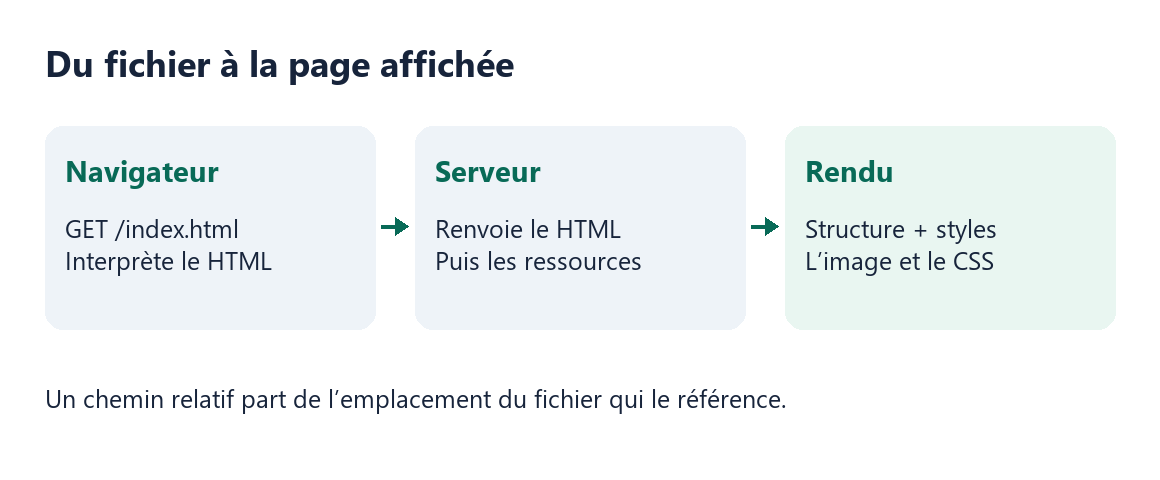 Du fichier à la page affichée
Navigateur
GET /index.html
Interprète le HTML
Serveur
Renvoie le HTML
Puis les ressources
Rendu
Structure + styles
L’image et le CSS
Un chemin relatif part de l’emplacement du fichier qui le référence.